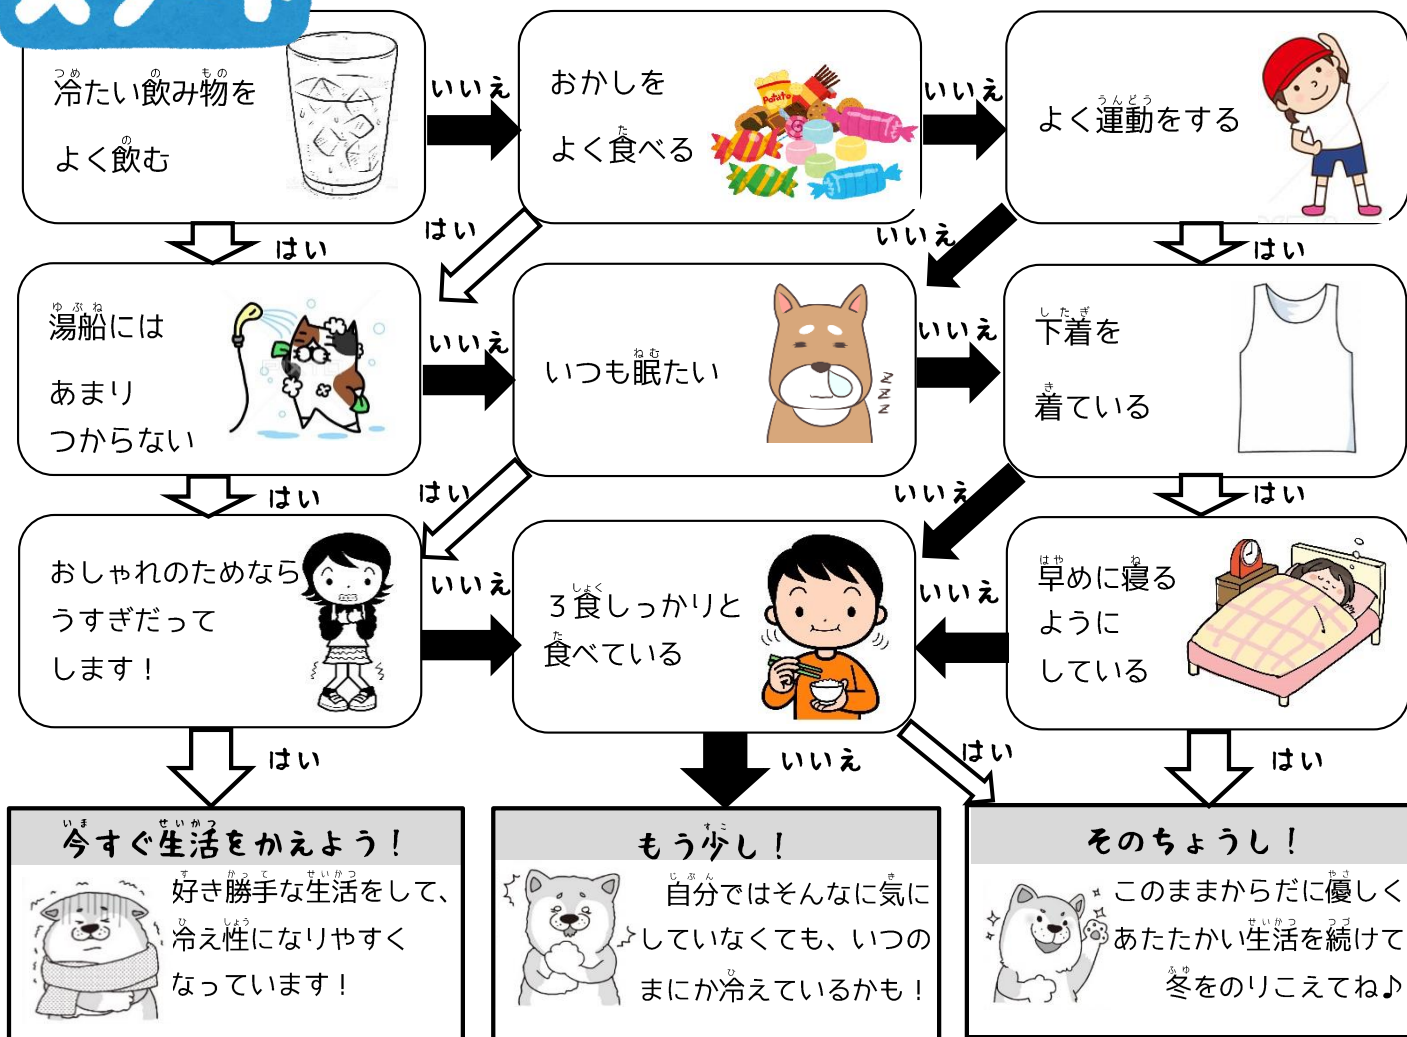 スタート
冷たい飲み物を
よく飲む
いいえ
はい
おかしを
よく食べる
いいえ
はい
よく運動をする
いいえ
はい
湯船には
あまり
つからない
いいえ
はい
いつも眠たい
いいえ
はい
下着を
着ている
いいえ
はい
おしゃれのためなら
うすぎだって
します！
いいえ
はい
３食しっかりと
食べている
いいえ
はい
早めに寝る
ように
している
いいえ
はい
今すぐ生活をかえよう！
好き勝手な生活をして、
冷え性になりやすく
なっています！
もう少し！
自分ではそんなに気に
していなくても、いつの
まにか冷えているかも！
そのちょうし！
このままからだに優しく
あたたかい生活を続けて
冬をのりこえてね♪
Potato
ZZZ